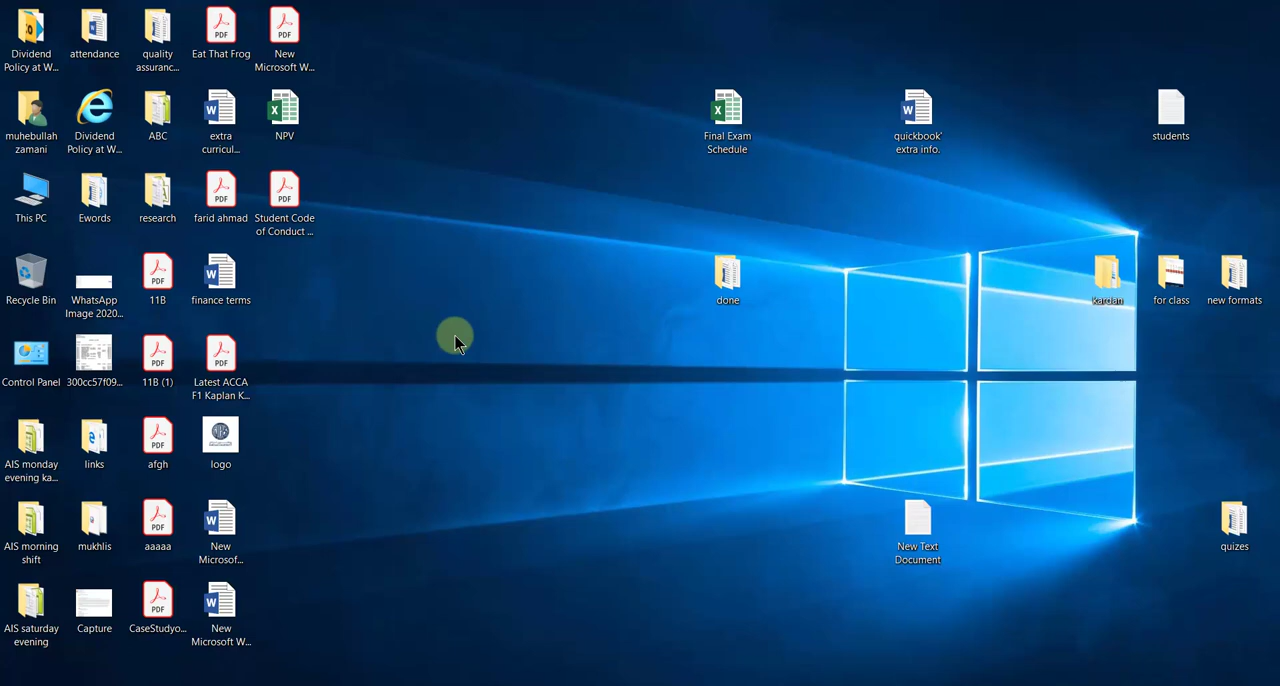 Dividend
Policy at W...
attendance
quality
assuranc...
Eat That Frog
New
Microsoft W...
muhebullah
zamani
Dividend
Policy at W...
ABC
extra
curricul...
NPV
Final Exam
Schedule
quickbook'
extra info.
students
This PC
Ewords
research
farid ahmad
Student Code
of Conduct ...
Recycle Bin
WhatsApp
Image 2020...
11B
finance terms
done
kardan
for class
new formats
Control Panel
300cc57f09...
11B (1)
Latest ACCA
F1 Kaplan K...
AIS monday
evening ka...
links
afgh
logo
AIS morning
shift
mukhlis
aaaaa
New
Microsof...
New Text
Document
quizes
AIS saturday
evening
Capture
CaseStudyo...
New
Microsoft W...